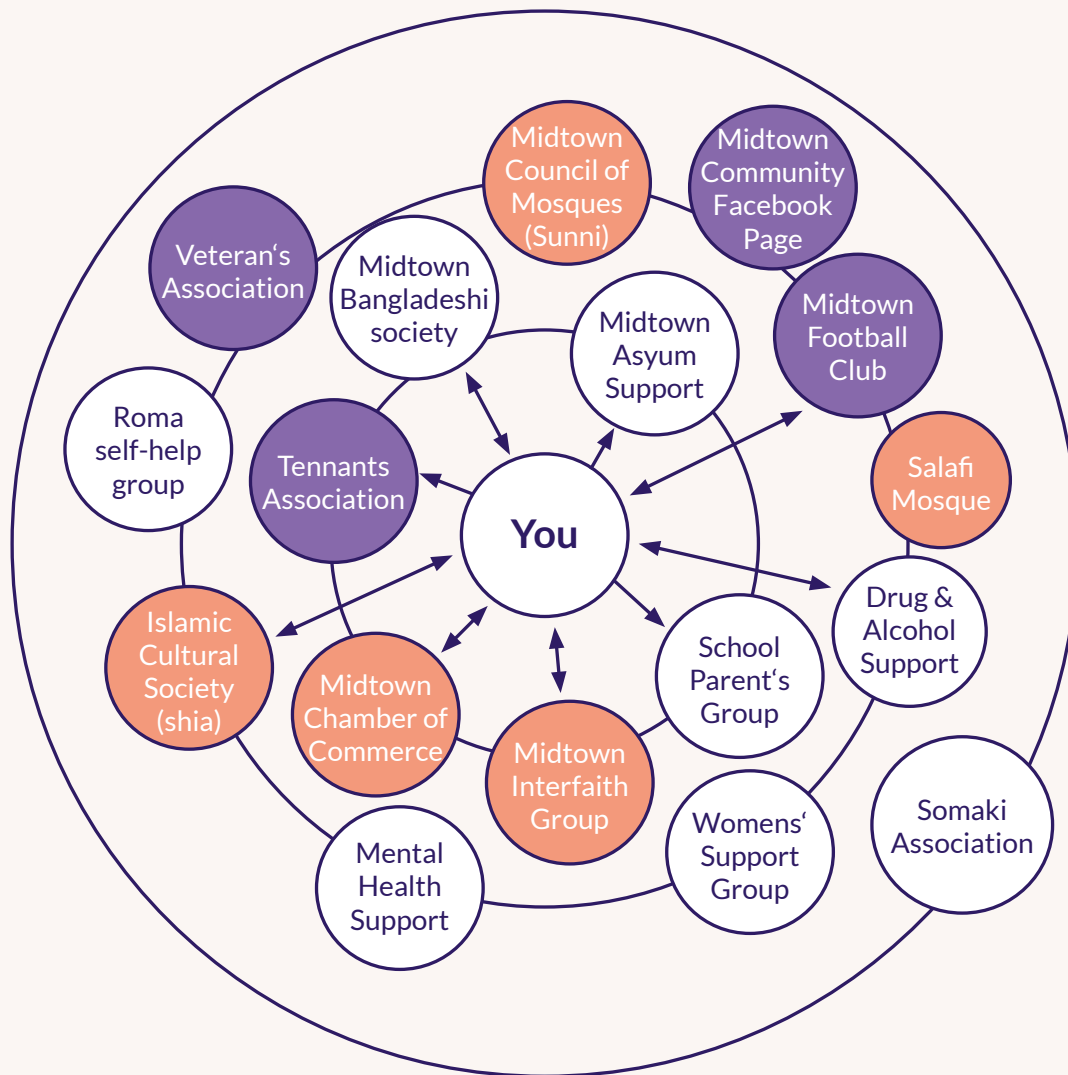 Midtown
Council of
Mosques
(Sunni)
Midtown
Community
Facebook
Page
Veteran‘s
Association
Midtown
Bangladeshi
society
Midtown
Asyum
Support
Midtown
Football
Club
Roma
self-help
group
Tennants
Association
You
Salafi
Mosque
Islamic
Cultural
Society
(shia)
Midtown
Chamber of
Commerce
Midtown
Interfaith
Group
School
Parent‘s
Group
Drug &
Alcohol
Support
Mental
Health
Support
Womens‘
Support
Group
Somaki
Association